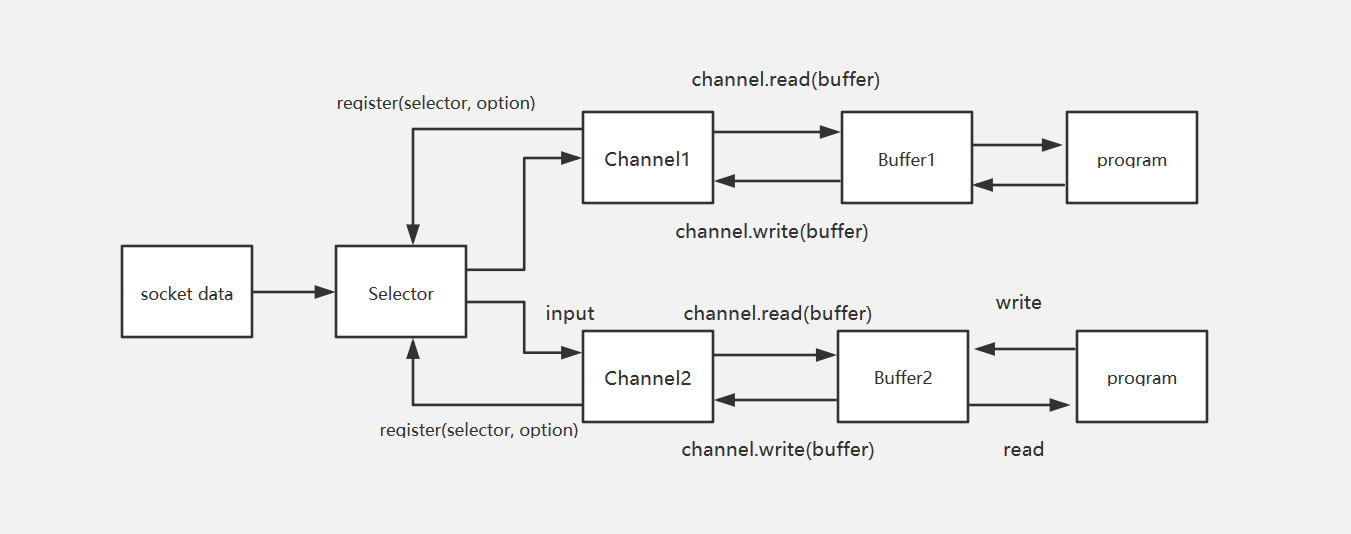 channel.read(buffer)
register(selector, option)
Channel1
Buffer1
program
channel.write(buffer)
socket data
Selector
input
channel.read(buffer)
write
Channel2
Buffer2
program
register(selector, option)
channel.write(buffer)
read